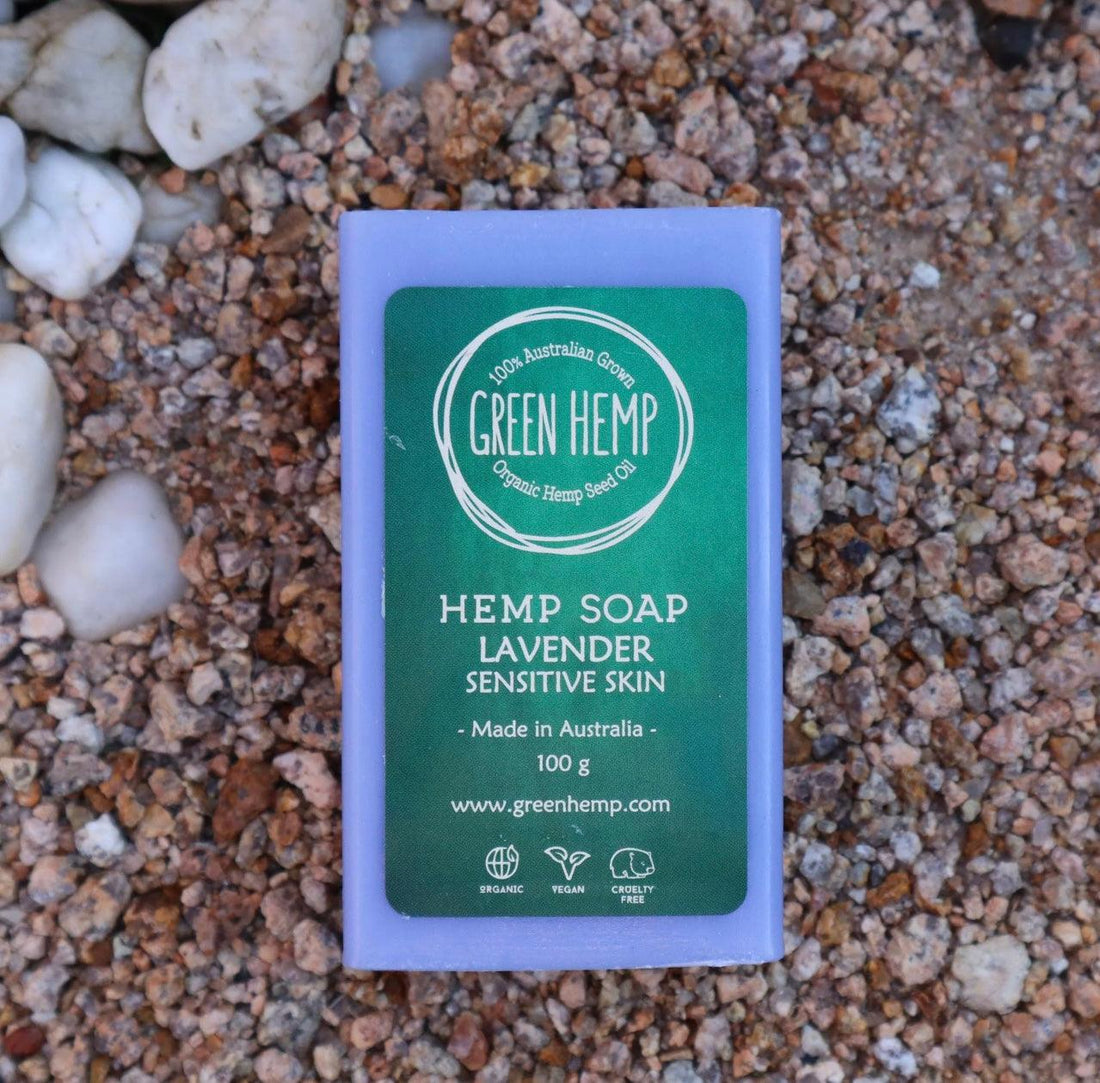 100% Australian Grown
GREEN HEMP
Organic Hemp Seed Oil
HEMP SOAP
LAVENDER
SENSITIVE SKIN
- Made in Australia -
100 g
www.greenhemp.com
ORGANIC
VEGAN
CRUELTY
FREE